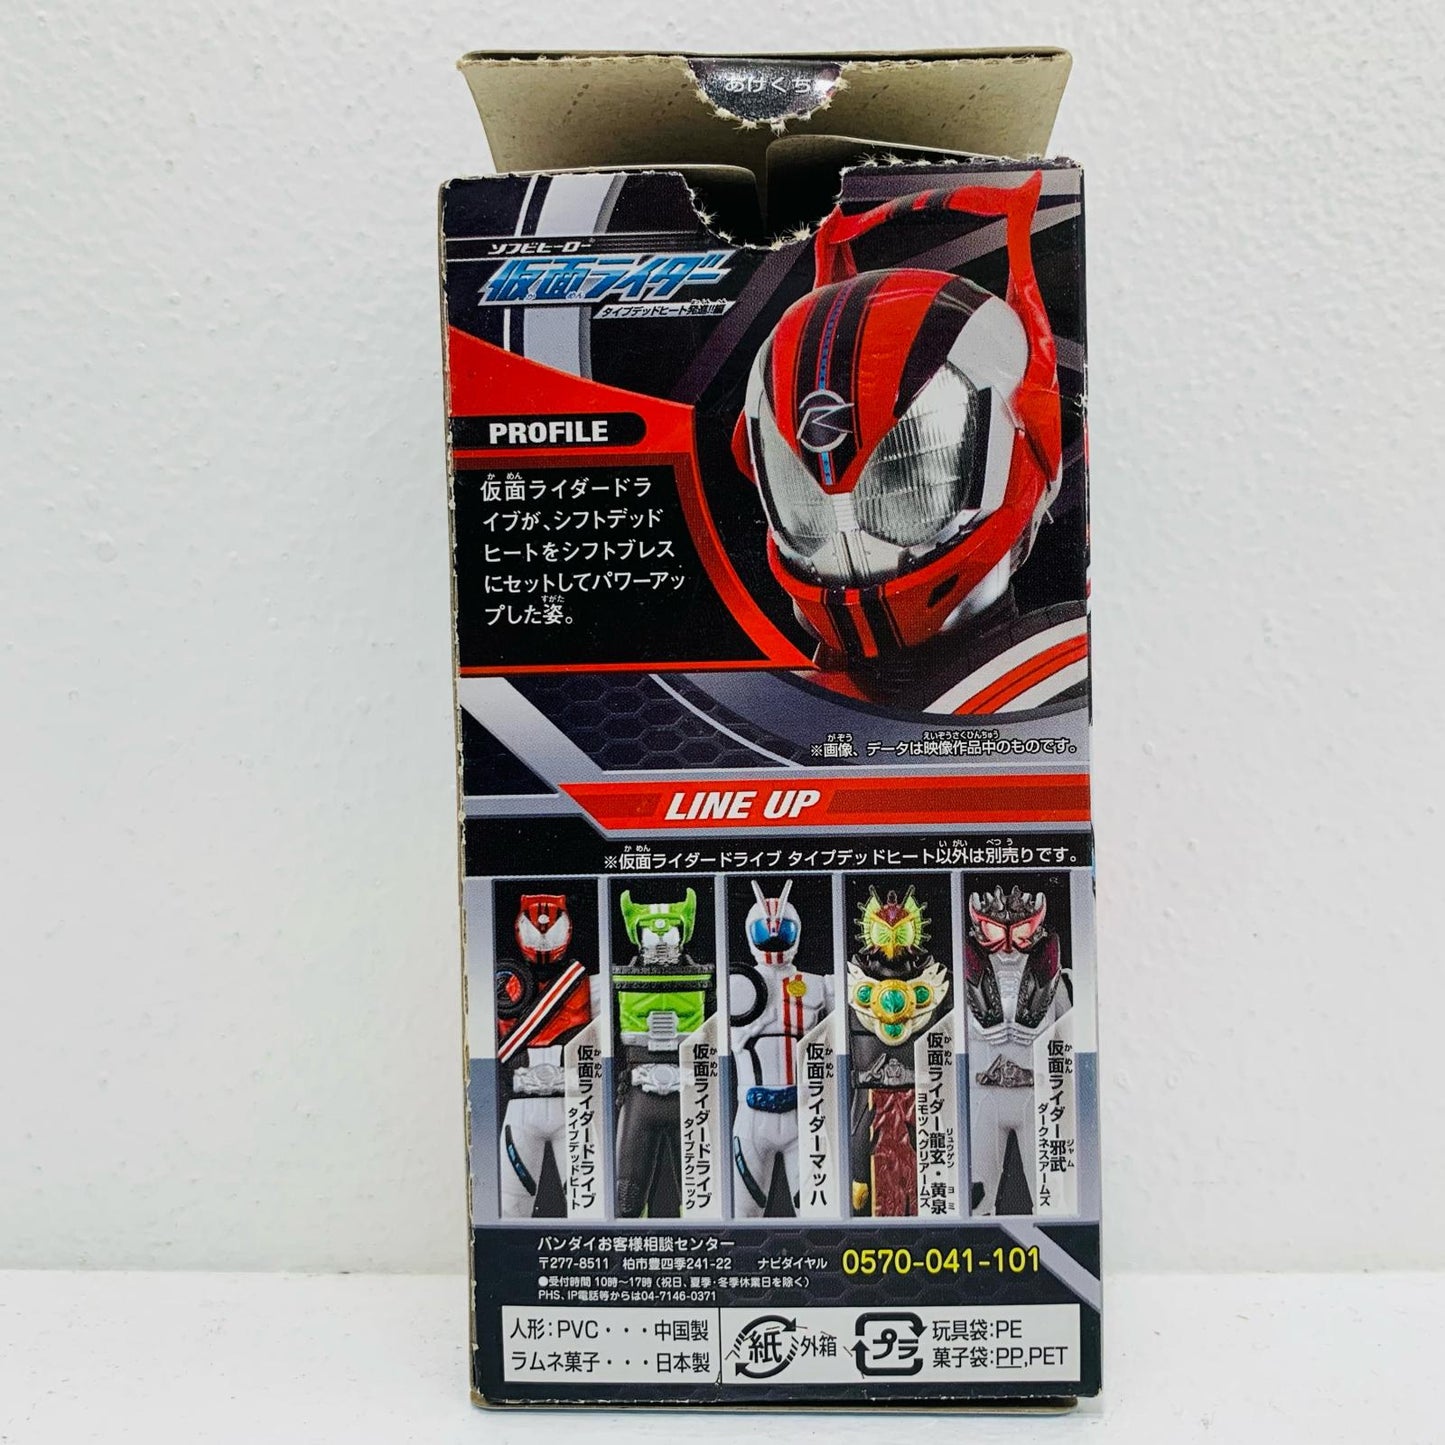 あけくち
ソフビヒーロー
仮面ライダー
タイプデッドヒート発進!!編
PROFILE
仮面ライダードラ
イブが、シフトデッド
ヒートをシフトブレス
にセットしてパワーアッ
プした姿。
※画像、データは映像作品中のものです。
LINE UP
※仮面ライダードライブ タイプデッドヒート以外は別売りです。
仮面ライダードライブ
タイプデッドヒート
仮面ライダードライブ
タイプテクニック
仮面ライダーマッハ
仮面ライダー龍玄・黄泉
ヨモツヘグリアームズ
仮面ライダー邪武
ダークネスアームズ
バンダイお客様相談センター
〒277-8511 柏市豊四季241-22 ナビダイヤル 0570-041-101
●受付時間 10時〜17時 (祝日、夏季・冬季休業日を除く)
PHS、IP電話等からは04-7146-0371
人形:PVC・・・中国製
ラムネ菓子・・・日本製
紙 外箱
プラ
玩具袋:PE
菓子袋:PP,PET